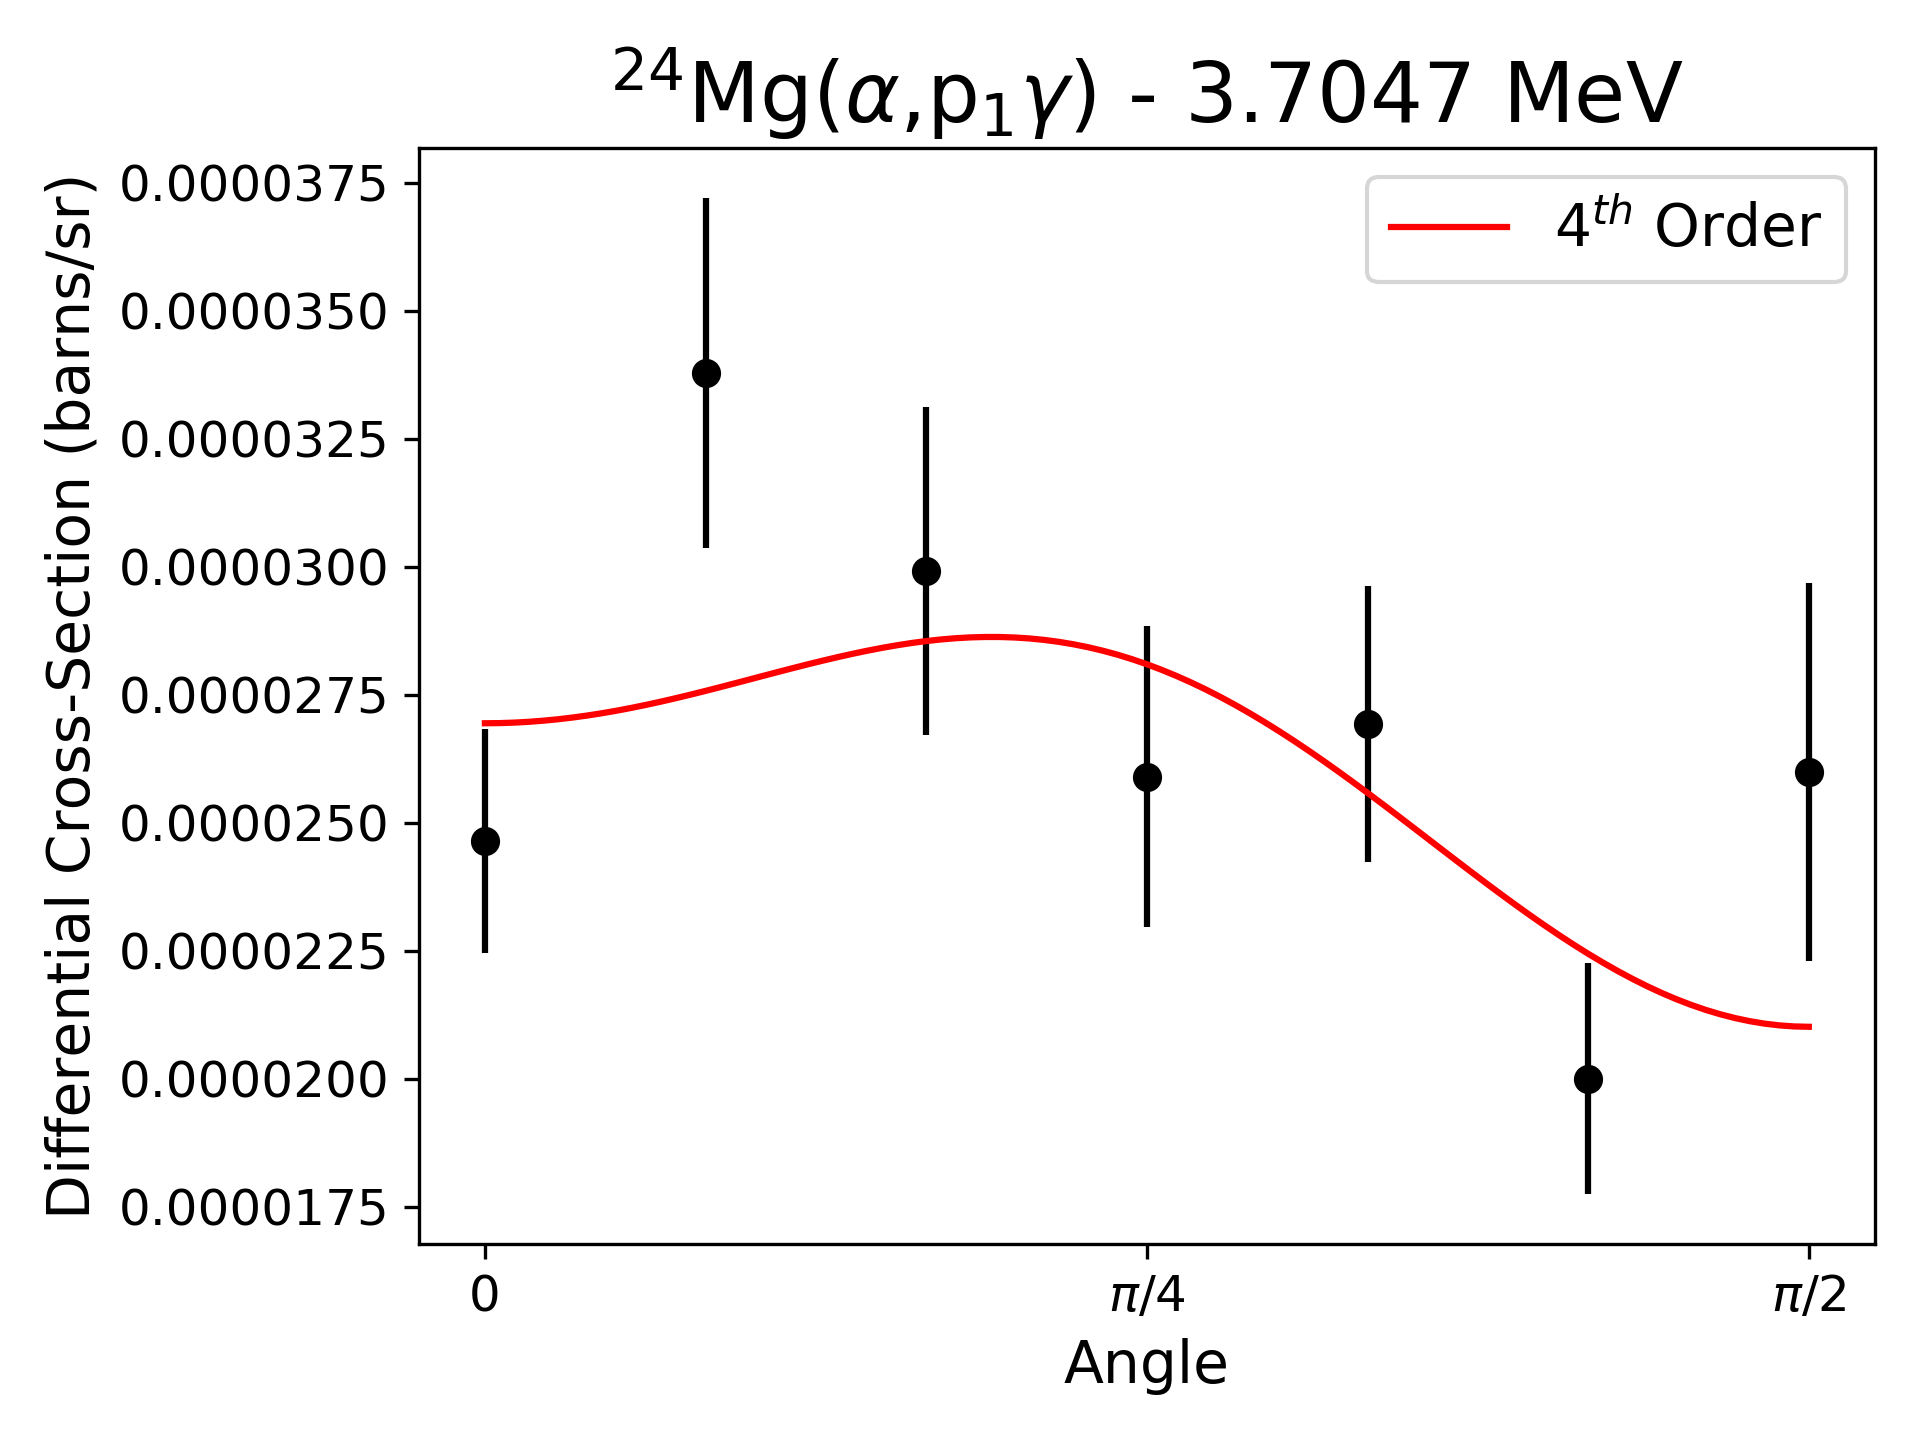 ²⁴Mg(α,p₁γ) - 3.7047 MeV
Differential Cross-Section (barns/sr)
0.0000375
0.0000350
0.0000325
0.0000300
0.0000275
0.0000250
0.0000225
0.0000200
0.0000175
4ᵗʰ Order
0 π/4 π/2
Angle